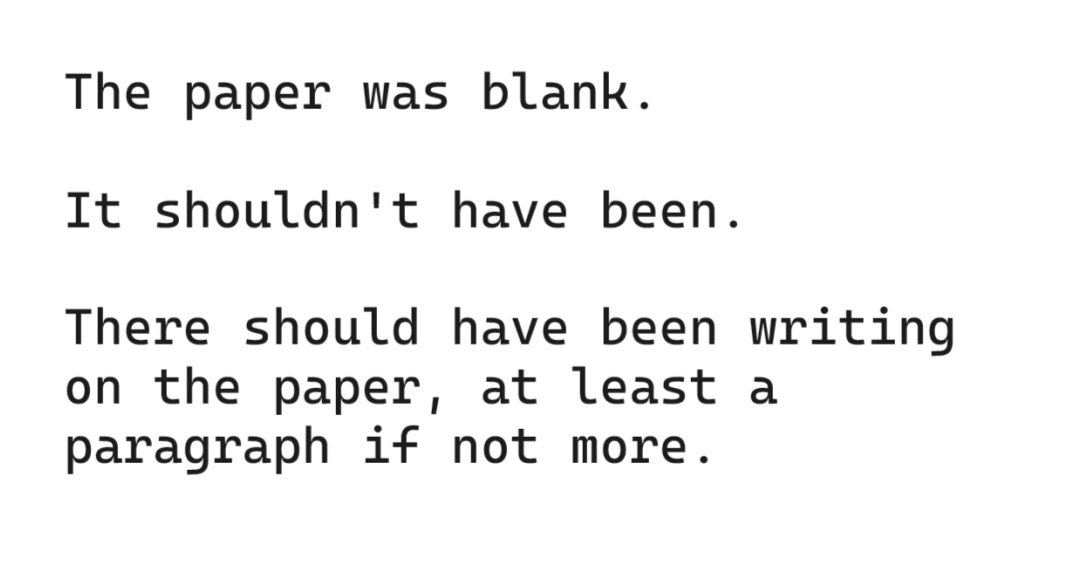 The paper was blank.
It shouldn't have been.
There should have been writing
on the paper, at least a
paragraph if not more.